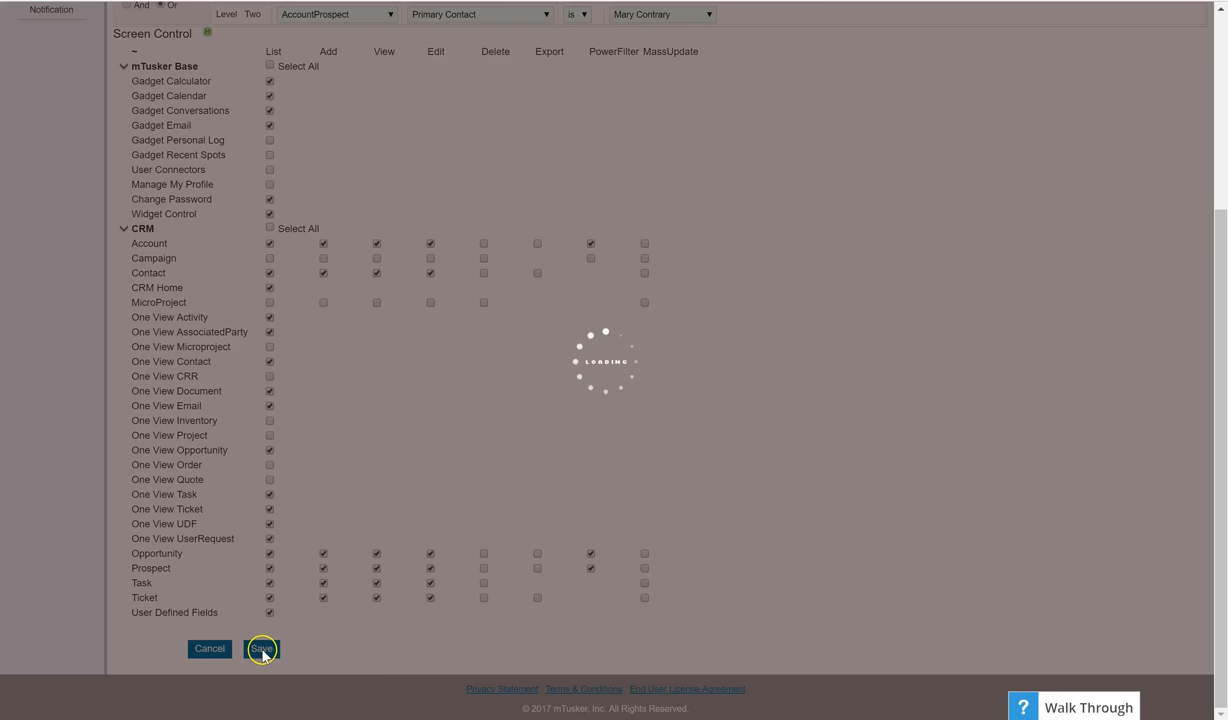 Notification
And Or
Level Two AccountProspect Primary Contact is Mary Contrary
Screen Control H
~ List Add View Edit Delete Export PowerFilter MassUpdate
mTusker Base Select All
Gadget Calculator
Gadget Calendar
Gadget Conversations
Gadget Email
Gadget Personal Log
Gadget Recent Spots
User Connectors
Manage My Profile
Change Password
Widget Control
CRM Select All
Account
Campaign
Contact
CRM Home
MicroProject
One View Activity
One View AssociatedParty
One View Microproject
One View Contact
One View CRR
One View Document
One View Email
One View Inventory
One View Project
One View Opportunity
One View Order
One View Quote
One View Task
One View Ticket
One View UDF
One View UserRequest
Opportunity
Prospect
Task
Ticket
User Defined Fields
LOADING
Cancel Save
Privacy Statement Terms & Conditions End User License Agreement
© 2017 mTusker, Inc. All Rights Reserved.
? Walk Through